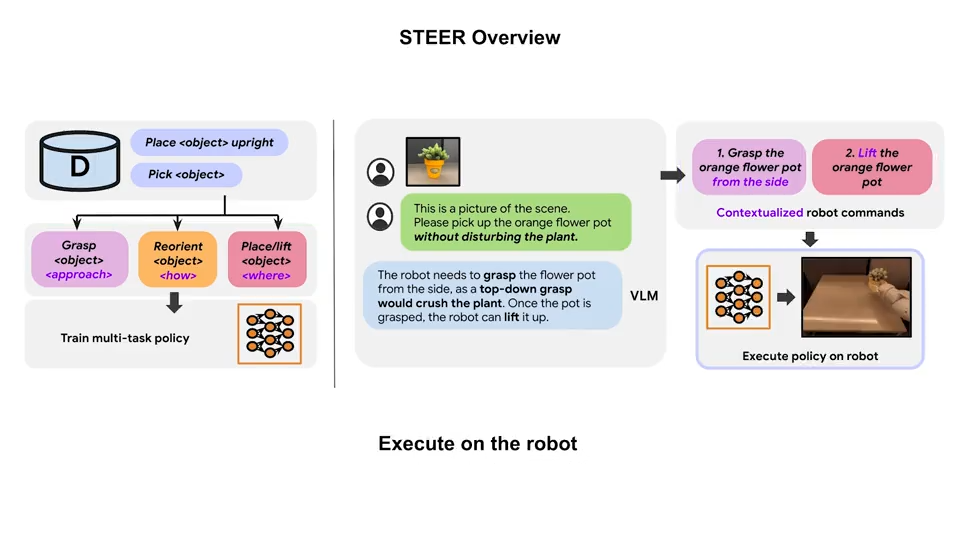 STEER Overview
D
Place <object> upright
Pick <object>
Grasp
<object>
<approach>
Reorient
<object>
<how>
Place/lift
<object>
<where>
Train multi-task policy
This is a picture of the scene.
Please pick up the orange flower pot
without disturbing the plant.
The robot needs to grasp the flower pot
from the side, as a top-down grasp
would crush the plant. Once the pot is
grasped, the robot can lift it up.
VLM
1. Grasp the
orange flower pot
from the side
2. Lift the
orange flower
pot
Contextualized robot commands
Execute policy on robot
Execute on the robot